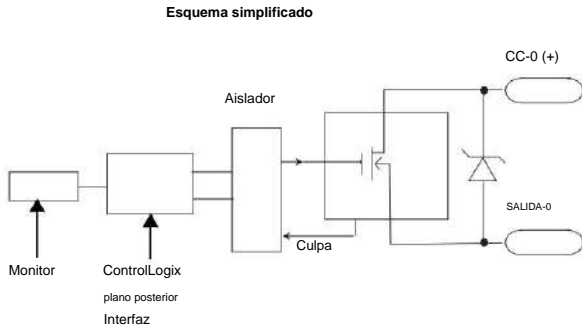 Esquema simplificado
CC-0 (+)
Aislador
SALIDA-0
Culpa
Monitor
ControlLogix
plano posterior
Interfaz